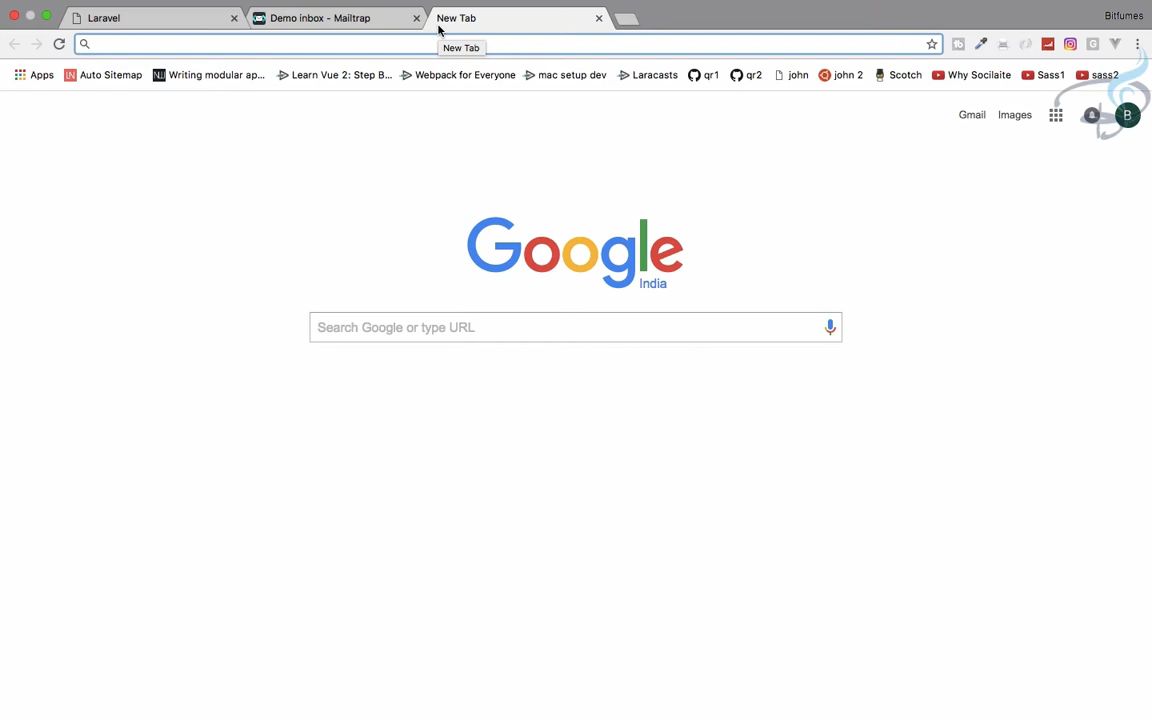 Laravel
Demo inbox - Mailtrap
New Tab
Bitfumes
New Tab
Apps
Auto Sitemap
Writing modular ap...
Learn Vue 2: Step B...
Webpack for Everyone
mac setup dev
Laracasts
qr1
qr2
john
john 2
Scotch
Why Socilaite
Sass1
sass2
Gmail
Images
B
Google
India
Search Google or type URL